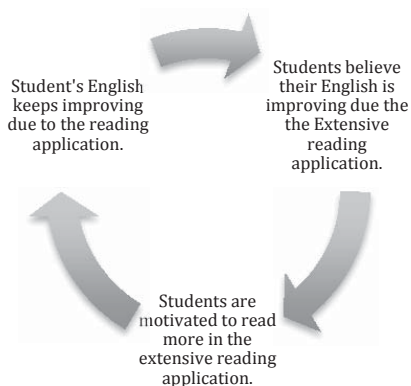 Student's English
keeps improving
due to the reading
application.
Students believe
their English is
improving due the
the Extensive
reading
application.
Students are
motivated to read
more in the
extensive reading
application.